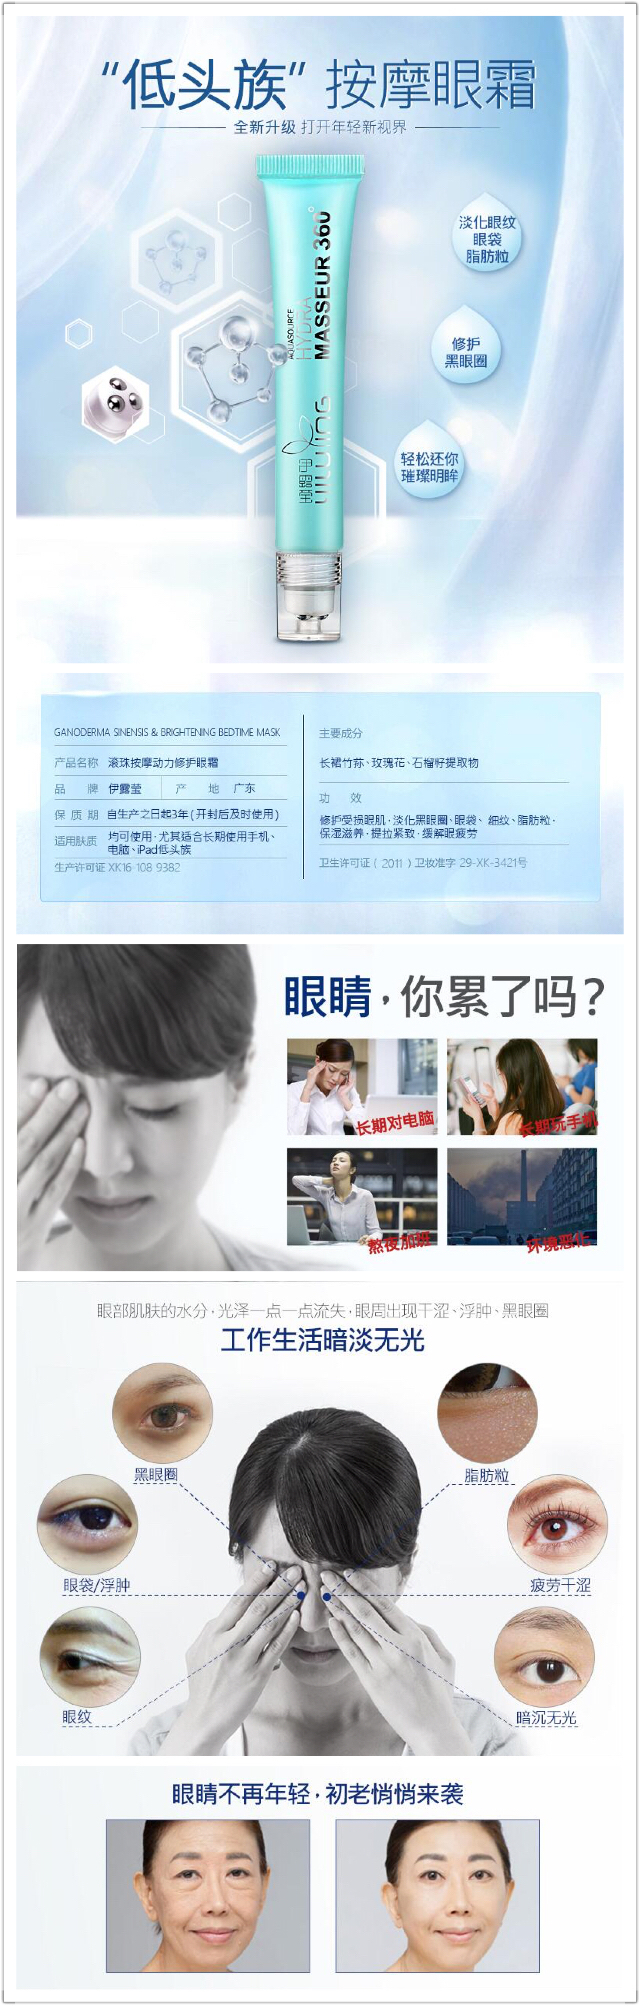 “低头族”按摩眼霜
全新升级 打开年轻新视界
淡化眼纹
眼袋
脂肪粒
修护
黑眼圈
轻松还你
璀璨明眸
AQUASOURCE
HYDRA
MASSEUR 360°
伊露莹
GANODERMA SINENSIS & BRIGHTENING BEDTIME MASK
产品名称 滚珠按摩动力修护眼霜
品 牌 伊露莹 产 地 广东
保 质 期 自生产之日起3年(开封后及时使用)
适用肤质 均可使用·尤其适合长期使用手机、
电脑、iPad低头族
生产许可证 XK16-108 9382
主要成分
长裙竹荪、玫瑰花、石榴籽提取物
功 效
修护受损眼肌·淡化黑眼圈、眼袋、细纹、脂肪粒·
保湿滋养·提拉紧致·缓解眼疲劳
卫生许可证(2011)卫妆准字 29-XK-3421号
眼睛,你累了吗?
长期对电脑
长期玩手机
熬夜加班
环境恶化
眼部肌肤的水分·光泽一点一点流失·眼周出现干涩、浮肿、黑眼圈
工作生活暗淡无光
黑眼圈
脂肪粒
眼袋/浮肿
疲劳干涩
眼纹
暗沉无光
眼睛不再年轻,初老悄悄来袭